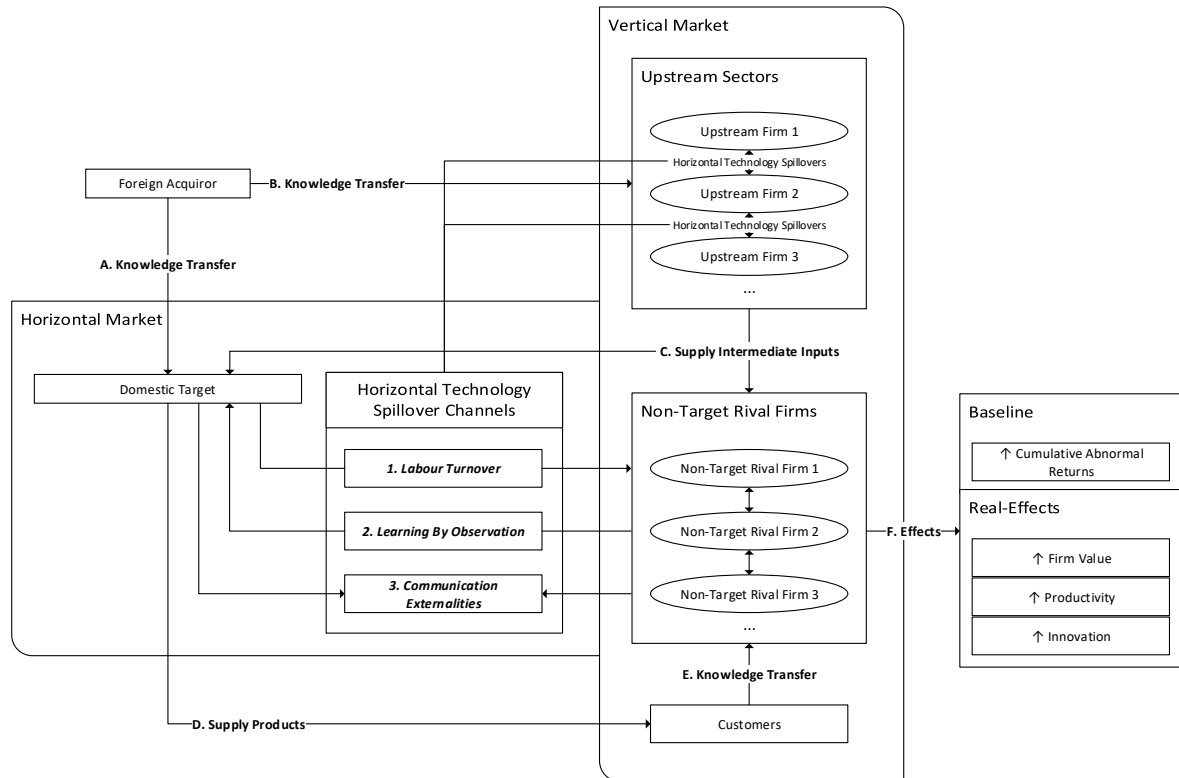 Vertical Market
Upstream Sectors
Upstream Firm 1
Horizontal Technology Spillovers
Foreign Acquiror
B. Knowledge Transfer
Upstream Firm 2
Horizontal Technology Spillovers
A. Knowledge Transfer
Upstream Firm 3
...
Horizontal Market
C. Supply Intermediate Inputs
Domestic Target
Horizontal Technology
Spillover Channels
Non-Target Rival Firms
Baseline
1. Labour Turnover
Non-Target Rival Firm 1
↑ Cumulative Abnormal
Returns
Real-Effects
2. Learning By Observation
Non-Target Rival Firm 2
F. Effects
↑ Firm Value
3. Communication
Externalities
Non-Target Rival Firm 3
↑ Productivity
...
↑ Innovation
E. Knowledge Transfer
D. Supply Products
Customers